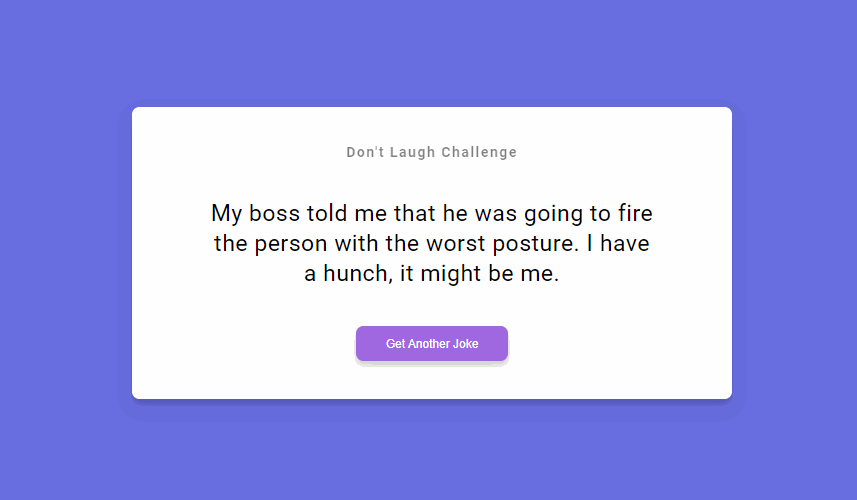 Don't Laugh Challenge
My boss told me that he was going to fire
the person with the worst posture. I have
a hunch, it might be me.
Get Another Joke